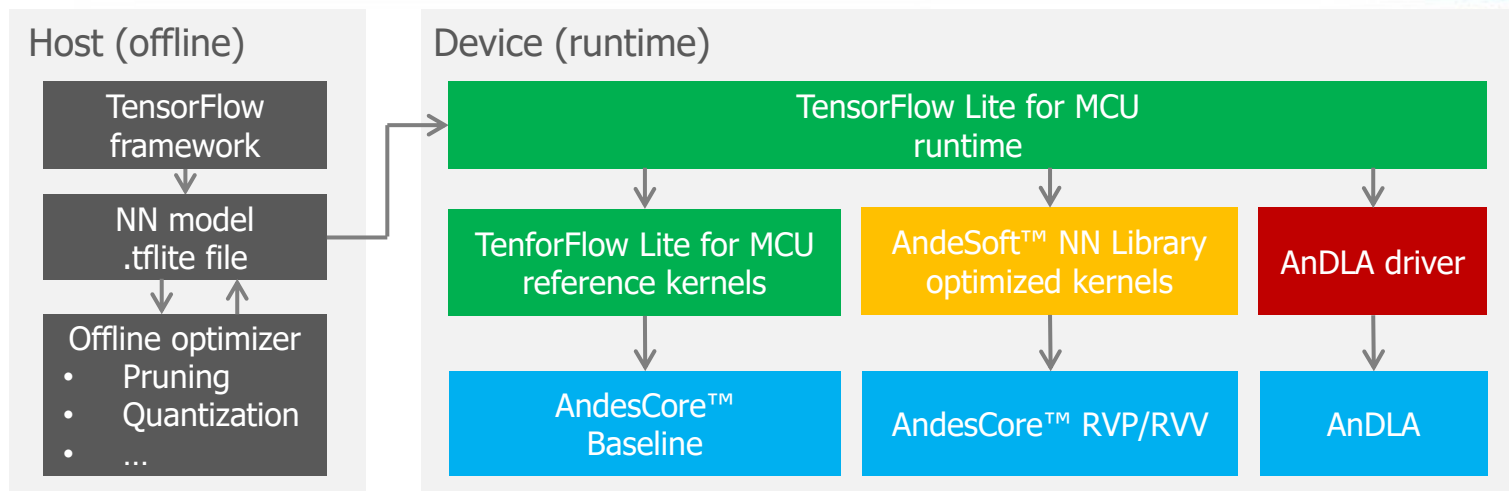 Host (offline)
TensorFlow
framework
NN model
.tflite file
Offline optimizer
• Pruning
• Quantization
• ...
Device (runtime)
TensorFlow Lite for MCU
runtime
TenforFlow Lite for MCU
reference kernels
AndeSoft™ NN Library
optimized kernels
AnDLA driver
AndesCore™
Baseline
AndesCore™ RVP/RVV
AnDLA